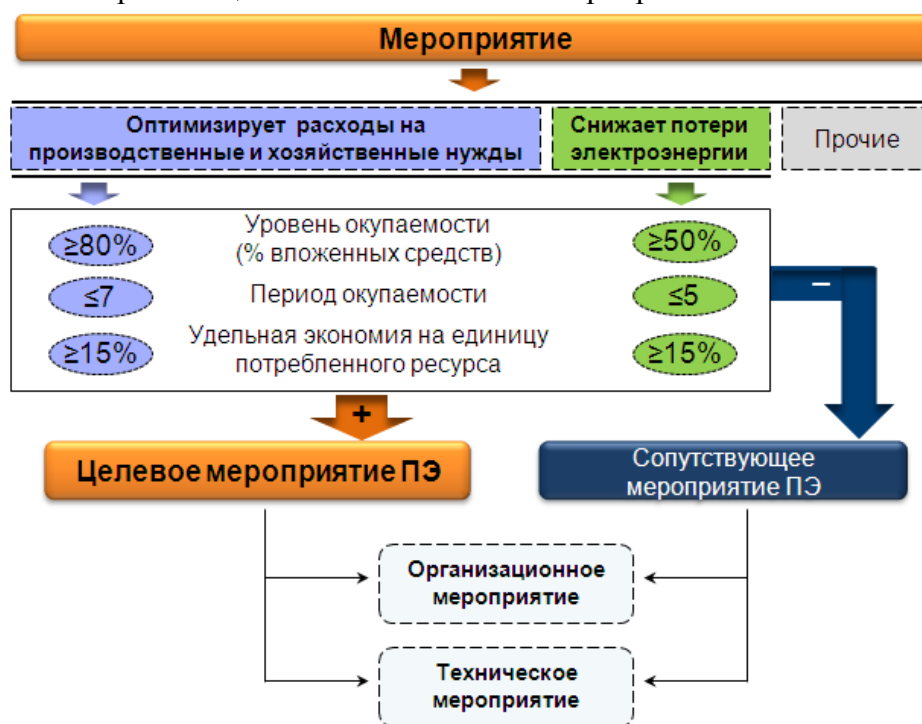 Мероприятие
Оптимизирует расходы на
производственные и хозяйственные нужды
Снижает потери
электроэнергии
Прочие
≥80%
Уровень окупаемости
(% вложенных средств)
≥50%
≤7
Период окупаемости
≤5
≥15%
Удельная экономия на единицу
потребленного ресурса
≥15%
–
+
Целевое мероприятие ПЭ
Сопутствующее
мероприятие ПЭ
Организационное
мероприятие
Техническое
мероприятие